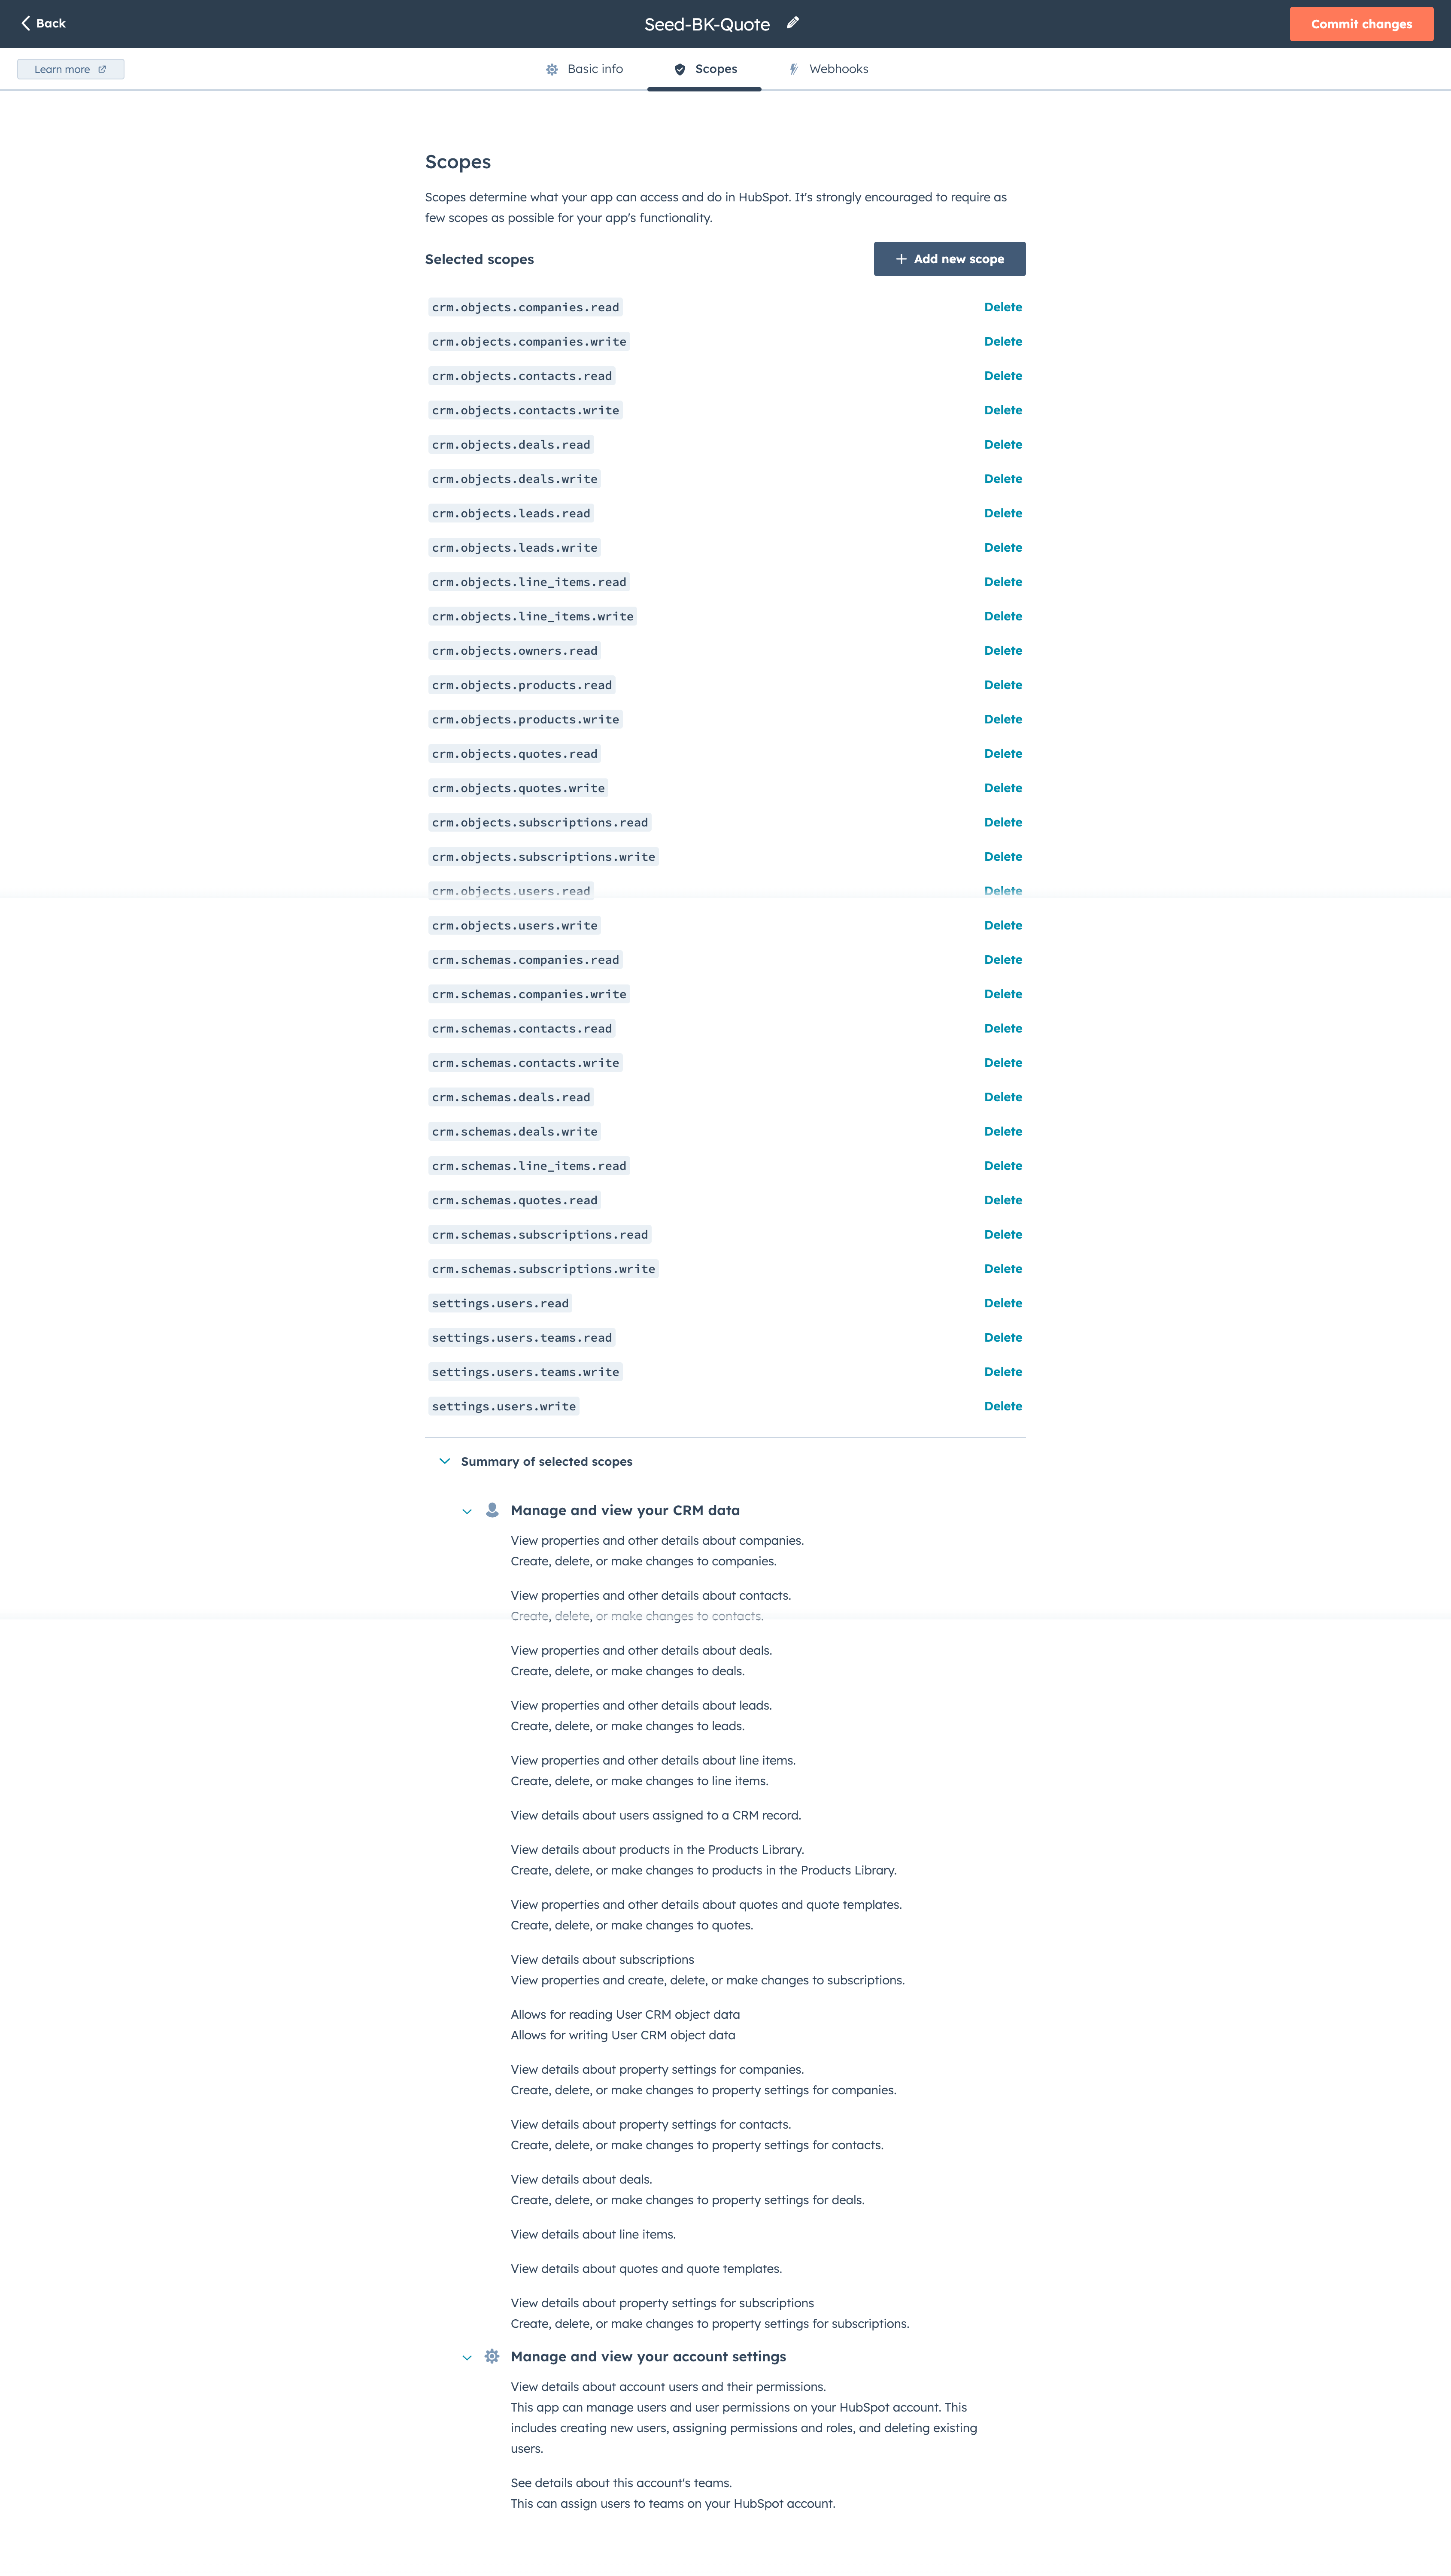 Back
Seed-BK-Quote
Commit changes
Learn more
Basic info
Scopes
Webhooks
Scopes
Scopes determine what your app can access and do in HubSpot. It's strongly encouraged to require as
few scopes as possible for your app's functionality.
Selected scopes
Add new scope
crm.objects.companies.read Delete
crm.objects.companies.write Delete
crm.objects.contacts.read Delete
crm.objects.contacts.write Delete
crm.objects.deals.read Delete
crm.objects.deals.write Delete
crm.objects.leads.read Delete
crm.objects.leads.write Delete
crm.objects.line_items.read Delete
crm.objects.line_items.write Delete
crm.objects.owners.read Delete
crm.objects.products.read Delete
crm.objects.products.write Delete
crm.objects.quotes.read Delete
crm.objects.quotes.write Delete
crm.objects.subscriptions.read Delete
crm.objects.subscriptions.write Delete
crm.objects.users.read Delete
crm.objects.users.write Delete
crm.schemas.companies.read Delete
crm.schemas.companies.write Delete
crm.schemas.contacts.read Delete
crm.schemas.contacts.write Delete
crm.schemas.deals.read Delete
crm.schemas.deals.write Delete
crm.schemas.line_items.read Delete
crm.schemas.quotes.read Delete
crm.schemas.subscriptions.read Delete
crm.schemas.subscriptions.write Delete
settings.users.read Delete
settings.users.teams.read Delete
settings.users.teams.write Delete
settings.users.write Delete
Summary of selected scopes
Manage and view your CRM data
View properties and other details about companies.
Create, delete, or make changes to companies.
View properties and other details about contacts.
Create, delete, or make changes to contacts.
View properties and other details about deals.
Create, delete, or make changes to deals.
View properties and other details about leads.
Create, delete, or make changes to leads.
View properties and other details about line items.
Create, delete, or make changes to line items.
View details about users assigned to a CRM record.
View details about products in the Products Library.
Create, delete, or make changes to products in the Products Library.
View properties and other details about quotes and quote templates.
Create, delete, or make changes to quotes.
View details about subscriptions
View properties and create, delete, or make changes to subscriptions.
Allows for reading User CRM object data
Allows for writing User CRM object data
View details about property settings for companies.
Create, delete, or make changes to property settings for companies.
View details about property settings for contacts.
Create, delete, or make changes to property settings for contacts.
View details about deals.
Create, delete, or make changes to property settings for deals.
View details about line items.
View details about quotes and quote templates.
View details about property settings for subscriptions
Create, delete, or make changes to property settings for subscriptions.
Manage and view your account settings
View details about account users and their permissions.
This app can manage users and user permissions on your HubSpot account. This
includes creating new users, assigning permissions and roles, and deleting existing
users.
See details about this account's teams.
This can assign users to teams on your HubSpot account.